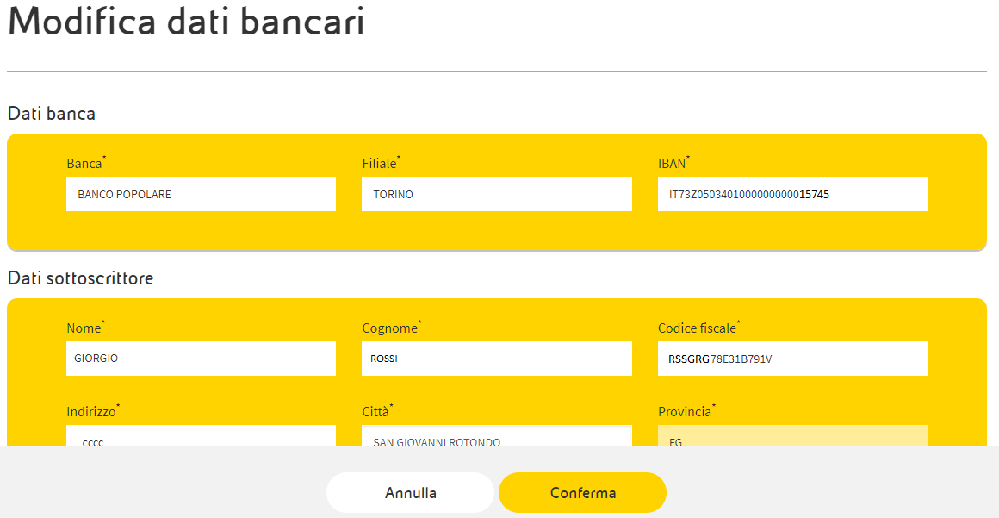 Modifica dati bancari
Dati banca
Banca* Filiale* IBAN*
BANCO POPOLARE TORINO IT73Z0503401000000000015745
Dati sottoscrittore
Nome* Cognome* Codice fiscale*
GIORGIO ROSSI RSSGRG78E31B791V
Indirizzo* Città* Provincia*
cccc SAN GIOVANNI ROTONDO FG
Annulla Conferma